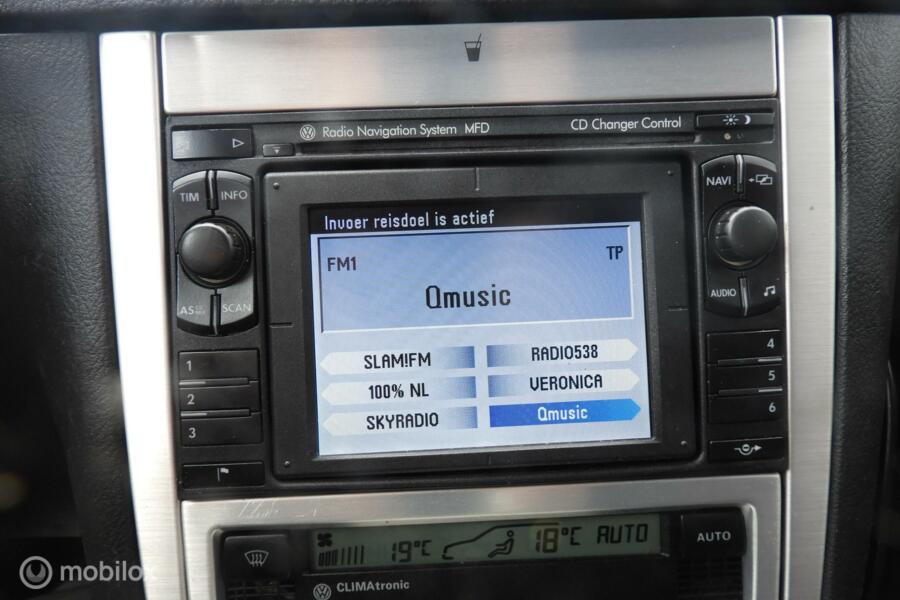 Radio Navigation System MFD CD Changer Control
TIM INFO
NAVI
Invoer reisdoel is actief
FM1 TP
Qmusic
AS SCAN
AUDIO
SLAM!FM RADIO538
100% NL VERONICA
SKYRADIO Qmusic
1
2
3
4
5
6
19°C 18°C AUTO
AUTO
CLIMAtronic
mobilox